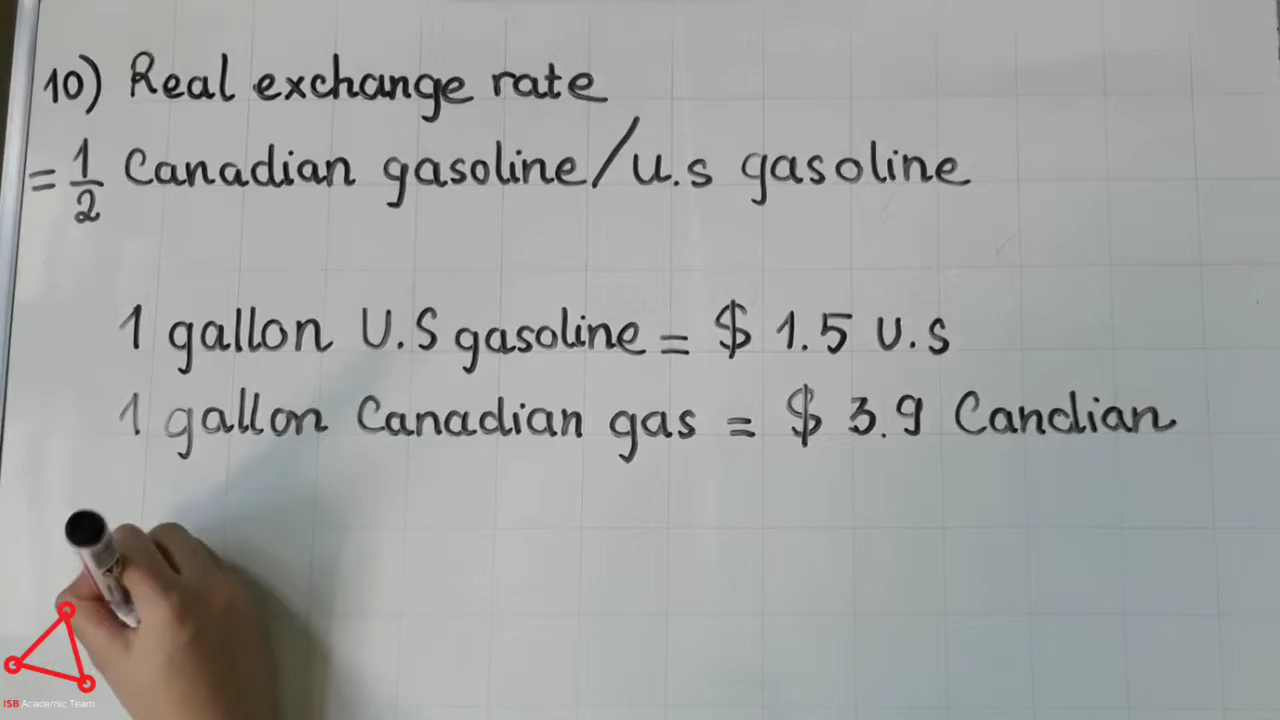 10) Real exchange rate
= 1/2 Canadian gasoline/U.S gasoline
1 gallon U.S gasoline = $ 1.5 U.S
1 gallon Canadian gas = $ 3.9 Candian
ISB Academic Team